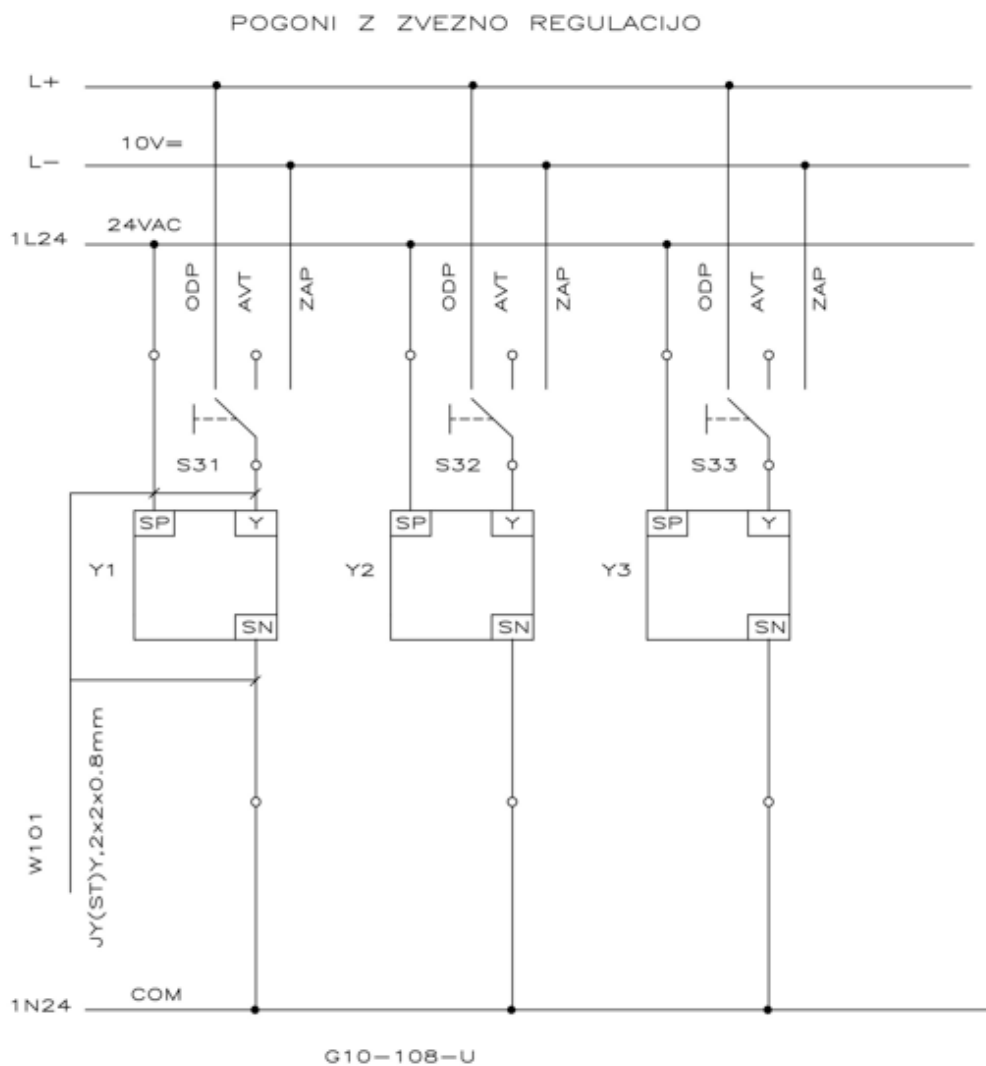 POGONI Z ZVEZNO REGULACIJO
L+
10V=
L−
24VAC
1L24
ODP
AVT
ZAP
ODP
AVT
ZAP
ODP
AVT
ZAP
S31
S32
S33
SP
Y
SP
Y
SP
Y
Y1
Y2
Y3
SN
SN
SN
W101
JY(ST)Y,2x2x0.8mm
COM
1N24
G10−108−U